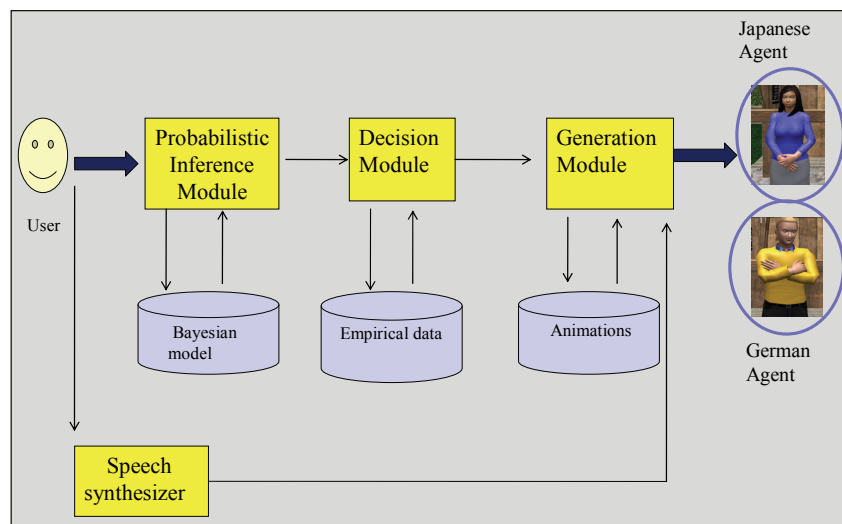 Japanese
Agent
Probabilistic
Inference
Module
Decision
Module
Generation
Module
User
Bayesian
model
Empirical data
Animations
German
Agent
Speech
synthesizer